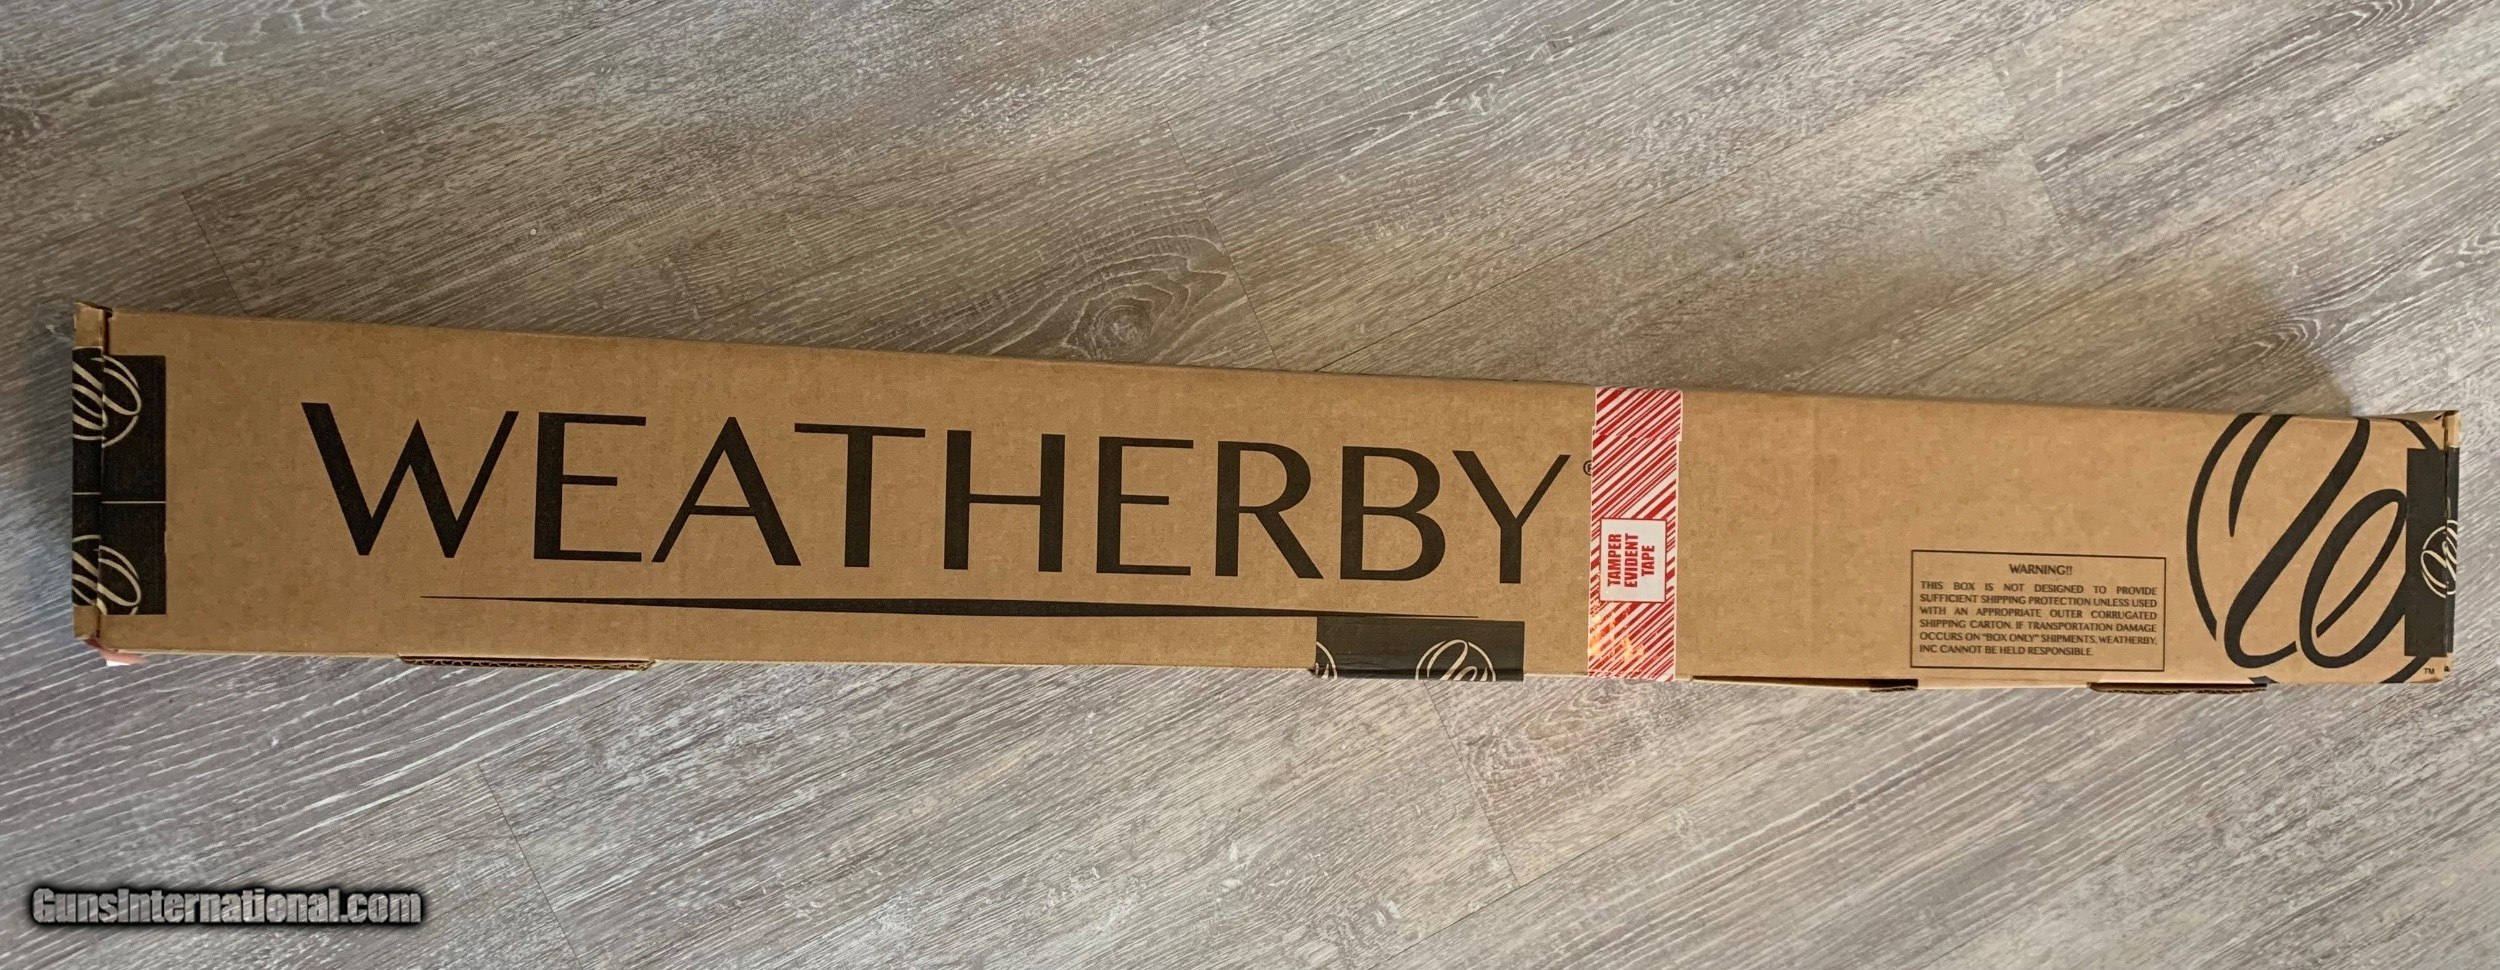 WEATHERBY®
TAMPER
EVIDENT
TAPE
WARNING!!
THIS BOX IS NOT DESIGNED TO PROVIDE
SUFFICIENT SHIPPING PROTECTION UNLESS USED
WITH AN APPROPRIATE OUTER CORRUGATED
SHIPPING CARTON. IF TRANSPORTATION DAMAGE
OCCURS ON "BOX ONLY" SHIPMENTS, WEATHERBY,
INC CANNOT BE HELD RESPONSIBLE.
TM
GunsInternational.com